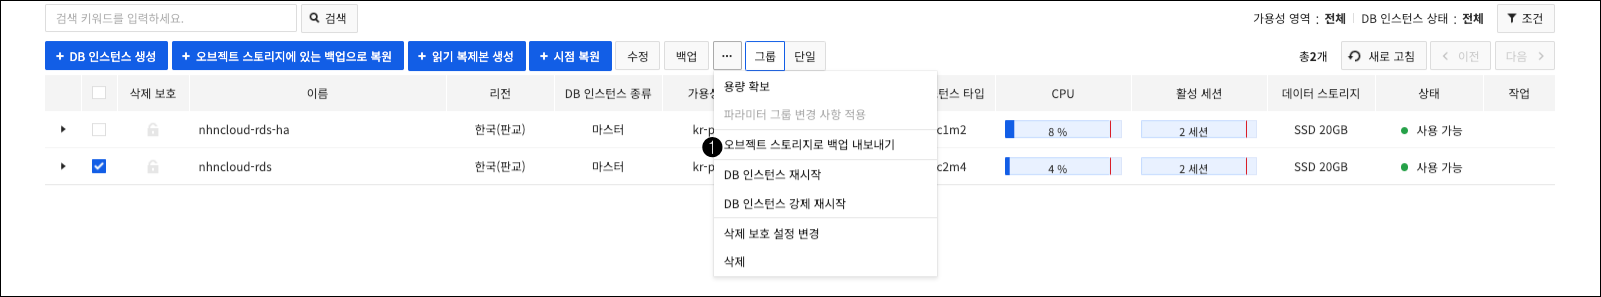 검색 키워드를 입력하세요. 검색 가용성 영역 : 전체 DB 인스턴스 상태 : 전체 조건
+ DB 인스턴스 생성 + 오브젝트 스토리지에 있는 백업으로 복원 + 읽기 복제본 생성 + 시점 복원 수정 백업 ... 그룹 단일 총2개 새로 고침 < 이전 다음 >
삭제 보호 이름 리전 DB 인스턴스 종류 가용성 인스턴스 타입 CPU 활성 세션 데이터 스토리지 상태 작업
nhncloud-rds-ha 한국(판교) 마스터 kr-p c1m2 8 % 2 세션 SSD 20GB 사용 가능
nhncloud-rds 한국(판교) 마스터 kr-p c2m4 4 % 2 세션 SSD 20GB 사용 가능
용량 확보
파라미터 그룹 변경 사항 적용
1 오브젝트 스토리지로 백업 내보내기
DB 인스턴스 재시작
DB 인스턴스 강제 재시작
삭제 보호 설정 변경
삭제